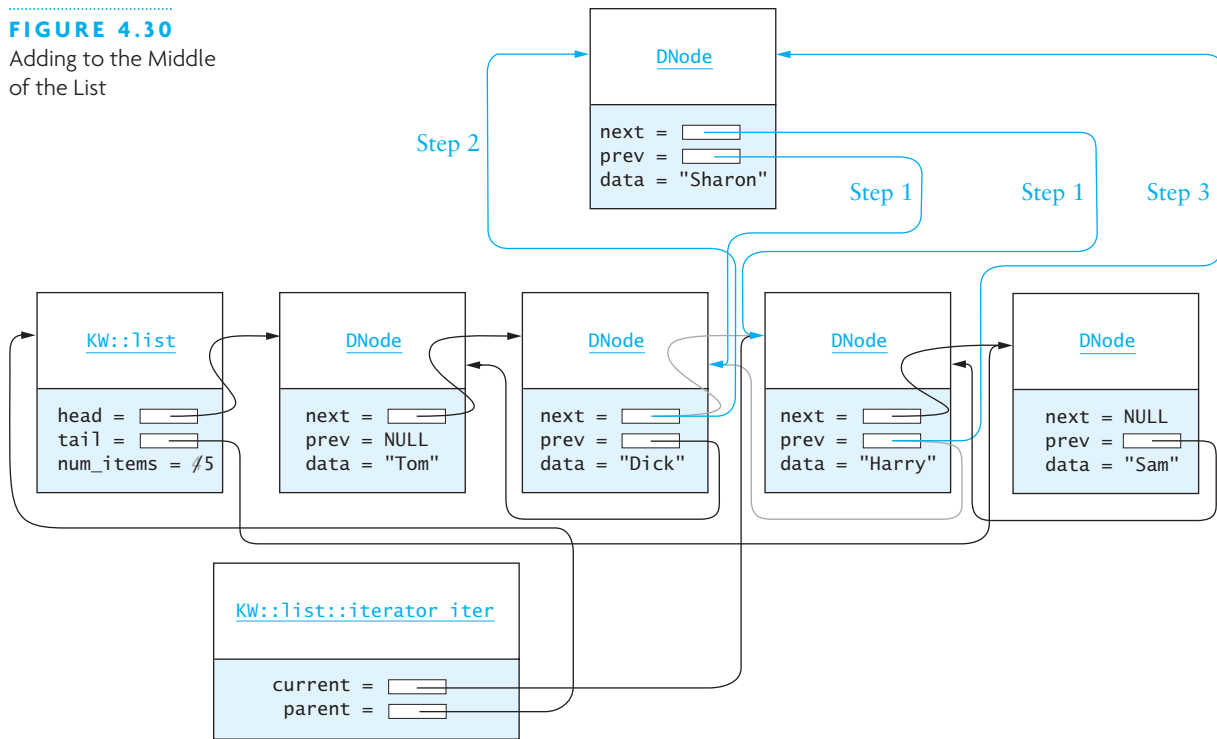 FIGURE 4.30
Adding to the Middle
of the List
DNode
next =
prev =
data = "Sharon"
Step 2
Step 1
Step 1
Step 3
KW::list
head =
tail =
num_items = 4 5
DNode
next =
prev = NULL
data = "Tom"
DNode
next =
prev =
data = "Dick"
DNode
next =
prev =
data = "Harry"
DNode
next = NULL
prev =
data = "Sam"
KW::list::iterator iter
current =
parent =